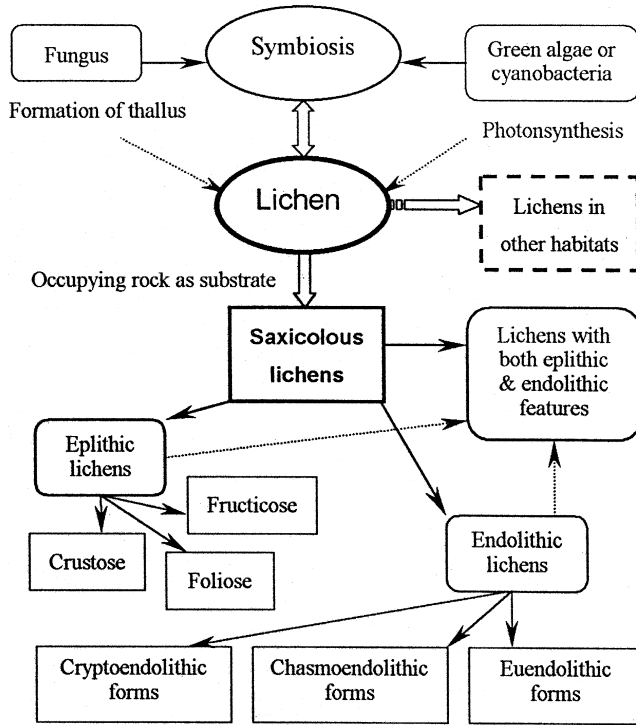 Fungus
Symbiosis
Green algae or
cyanobacteria
Formation of thallus
Photonsynthesis
Lichen
Lichens in
other habitats
Occupying rock as substrate
Saxicolous
lichens
Lichens with
both eplithic
& endolithic
features
Eplithic
lichens
Fructicose
Crustose
Foliose
Endolithic
lichens
Cryptoendolithic
forms
Chasmoendolithic
forms
Euendolithic
forms